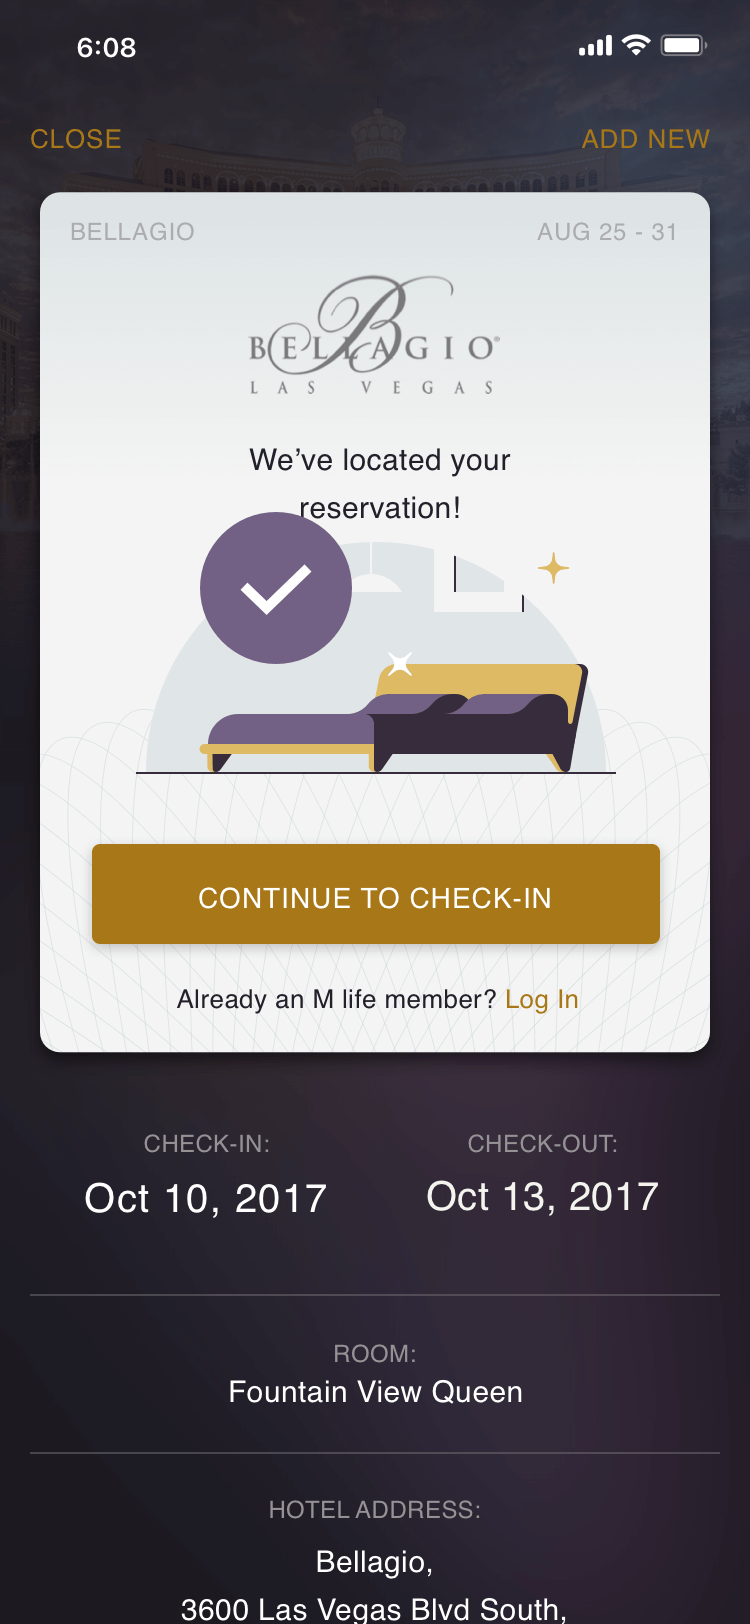 6:08
CLOSE
ADD NEW
BELLAGIO
AUG 25 - 31
BELLAGIO®
LAS VEGAS
We’ve located your
reservation!
CONTINUE TO CHECK-IN
Already an M life member? Log In
CHECK-IN:
CHECK-OUT:
Oct 10, 2017
Oct 13, 2017
ROOM:
Fountain View Queen
HOTEL ADDRESS:
Bellagio,
3600 Las Vegas Blvd South,